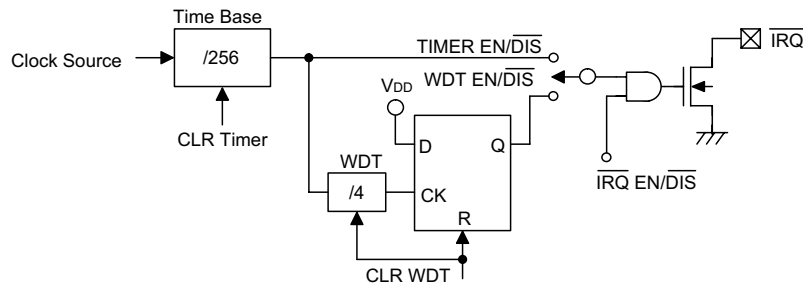 Time Base
/256
Clock Source
CLR Timer
TIMER EN/DIS
WDT EN/DIS
IRQ
VDD
D
Q
CK
R
WDT
/4
CLR WDT
IRQ EN/DIS